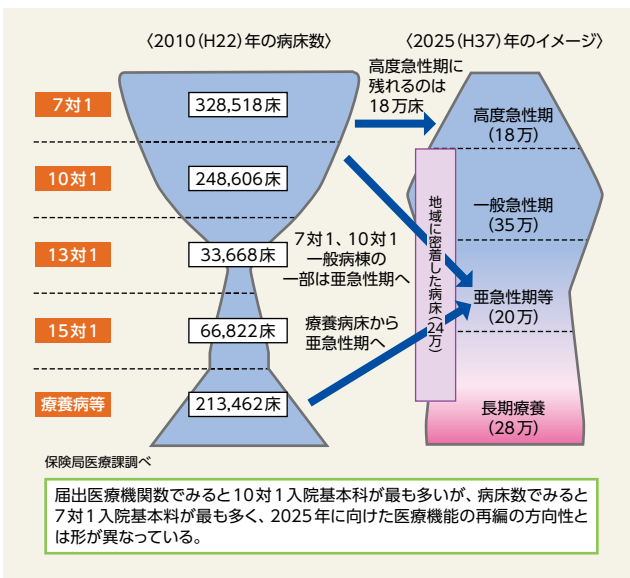 〈2010（H22）年の病床数〉
〈2025（H37）年のイメージ〉
7対1
328,518床
10対1
248,606床
13対1
33,668床
15対1
66,822床
療養病等
213,462床
高度急性期に
残れるのは
18万床
7対1、10対1
一般病棟の
一部は亜急性期へ
療養病床から
亜急性期へ
地域に密着した病床（24万）
高度急性期
（18万）
一般急性期
（35万）
亜急性期等
（20万）
長期療養
（28万）
保険局医療課調べ
届出医療機関数でみると10対1入院基本科が最も多いが、病床数でみると
7対1入院基本料が最も多く、2025年に向けた医療機能の再編の方向性と
は形が異なっている。